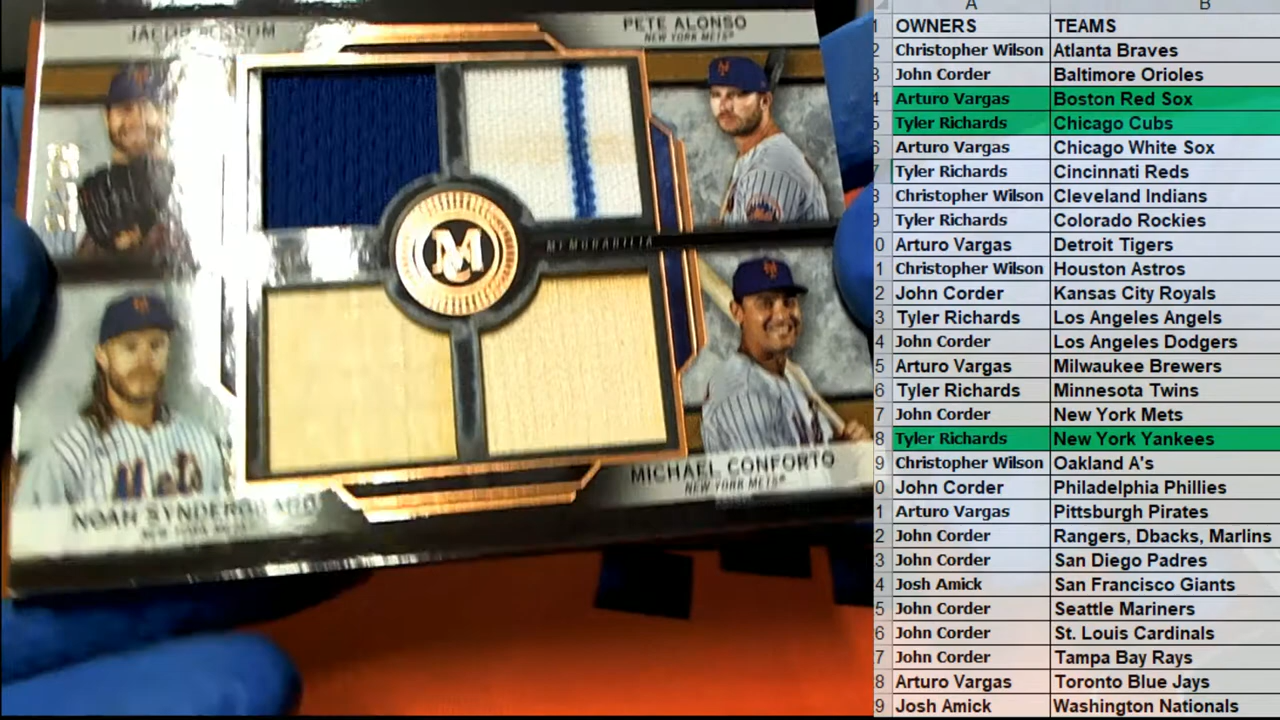 JACOB
PETE ALONSO
NEW YORK METS
MEMORABILIA
M
NOAH SYNDERGAARD
NEW YORK METS
Mets
MICHAEL CONFORTO
NEW YORK METS
A B
1 OWNERS TEAMS
2 Christopher Wilson Atlanta Braves
3 John Corder Baltimore Orioles
4 Arturo Vargas Boston Red Sox
5 Tyler Richards Chicago Cubs
6 Arturo Vargas Chicago White Sox
7 Tyler Richards Cincinnati Reds
8 Christopher Wilson Cleveland Indians
9 Tyler Richards Colorado Rockies
0 Arturo Vargas Detroit Tigers
1 Christopher Wilson Houston Astros
2 John Corder Kansas City Royals
3 Tyler Richards Los Angeles Angels
4 John Corder Los Angeles Dodgers
5 Arturo Vargas Milwaukee Brewers
6 Tyler Richards Minnesota Twins
7 John Corder New York Mets
8 Tyler Richards New York Yankees
9 Christopher Wilson Oakland A's
0 John Corder Philadelphia Phillies
1 Arturo Vargas Pittsburgh Pirates
2 John Corder Rangers, Dbacks, Marlins
3 John Corder San Diego Padres
4 Josh Amick San Francisco Giants
5 John Corder Seattle Mariners
6 John Corder St. Louis Cardinals
7 John Corder Tampa Bay Rays
8 Arturo Vargas Toronto Blue Jays
9 Josh Amick Washington Nationals